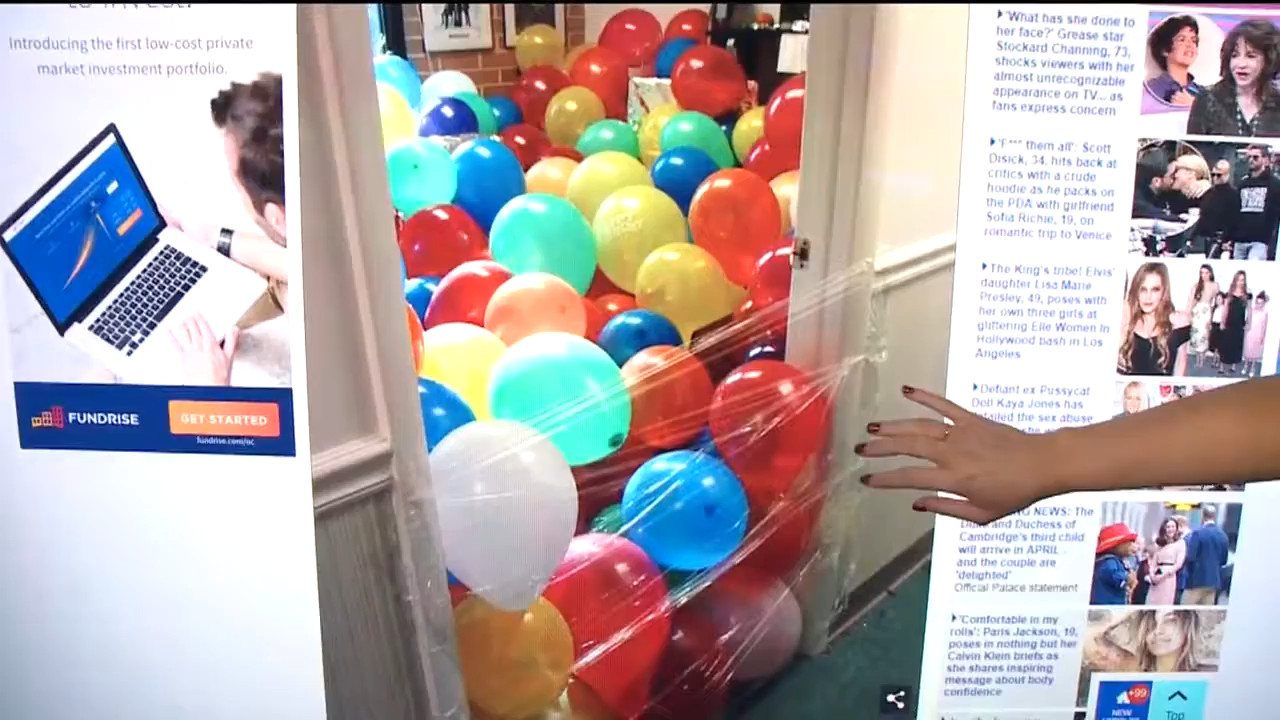 Introducing the first low-cost private
market investment portfolio.
FUNDRISE
GET STARTED
fundrise.com/oc
'What has she done to
her face?' Grease star
Stockard Channing, 73,
shocks viewers with her
almost unrecognizable
appearance on TV... as
fans express concern
'F*** them all': Scott
Disick, 34, hits back at
critics with a crude
hoodie as he packs on
the PDA with girlfriend
Sofia Richie, 19, on
romantic trip to Venice
The King's tribe! Elvis'
daughter Lisa Marie
Presley, 49, poses with
her own three girls at
glittering Elle Women In
Hollywood bash in Los
Angeles
Defiant ex Pussycat
Doll Kaya Jones has
the sex abuse
NEWS: The
Duke and Duchess of
Cambridge's third child
will arrive in APRIL -
and the couple are
'delighted'
Official Palace statement
'Comfortable in my
rolls': Paris Jackson, 19,
poses in nothing but her
Calvin Klein briefs as
she shares inspiring
message about body
confidence
+99
NEW
Top